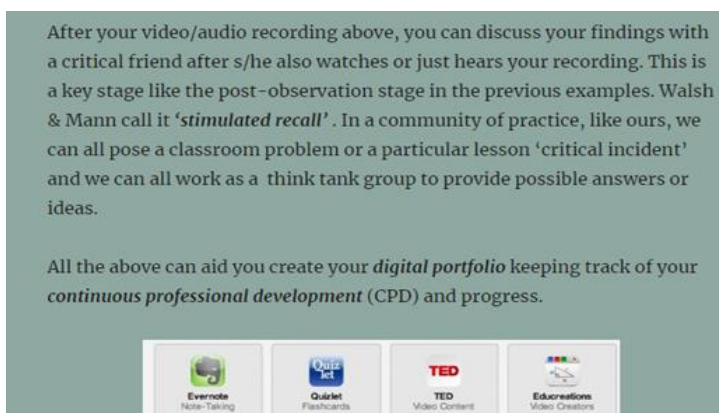 After your video/audio recording above, you can discuss your findings with
a critical friend after s/he also watches or just hears your recording. This is
a key stage like the post-observation stage in the previous examples. Walsh
& Mann call it ‘stimulated recall’ . In a community of practice, like ours, we
can all pose a classroom problem or a particular lesson ‘critical incident’
and we can all work as a  think tank group to provide possible answers or
ideas.
All the above can aid you create your digital portfolio keeping track of your
continuous professional development (CPD) and progress.
Quiz
let
TED
Evernote
Note-Taking
Quizlet
Flashcards
TED
Video Content
Educreations
Video Creators